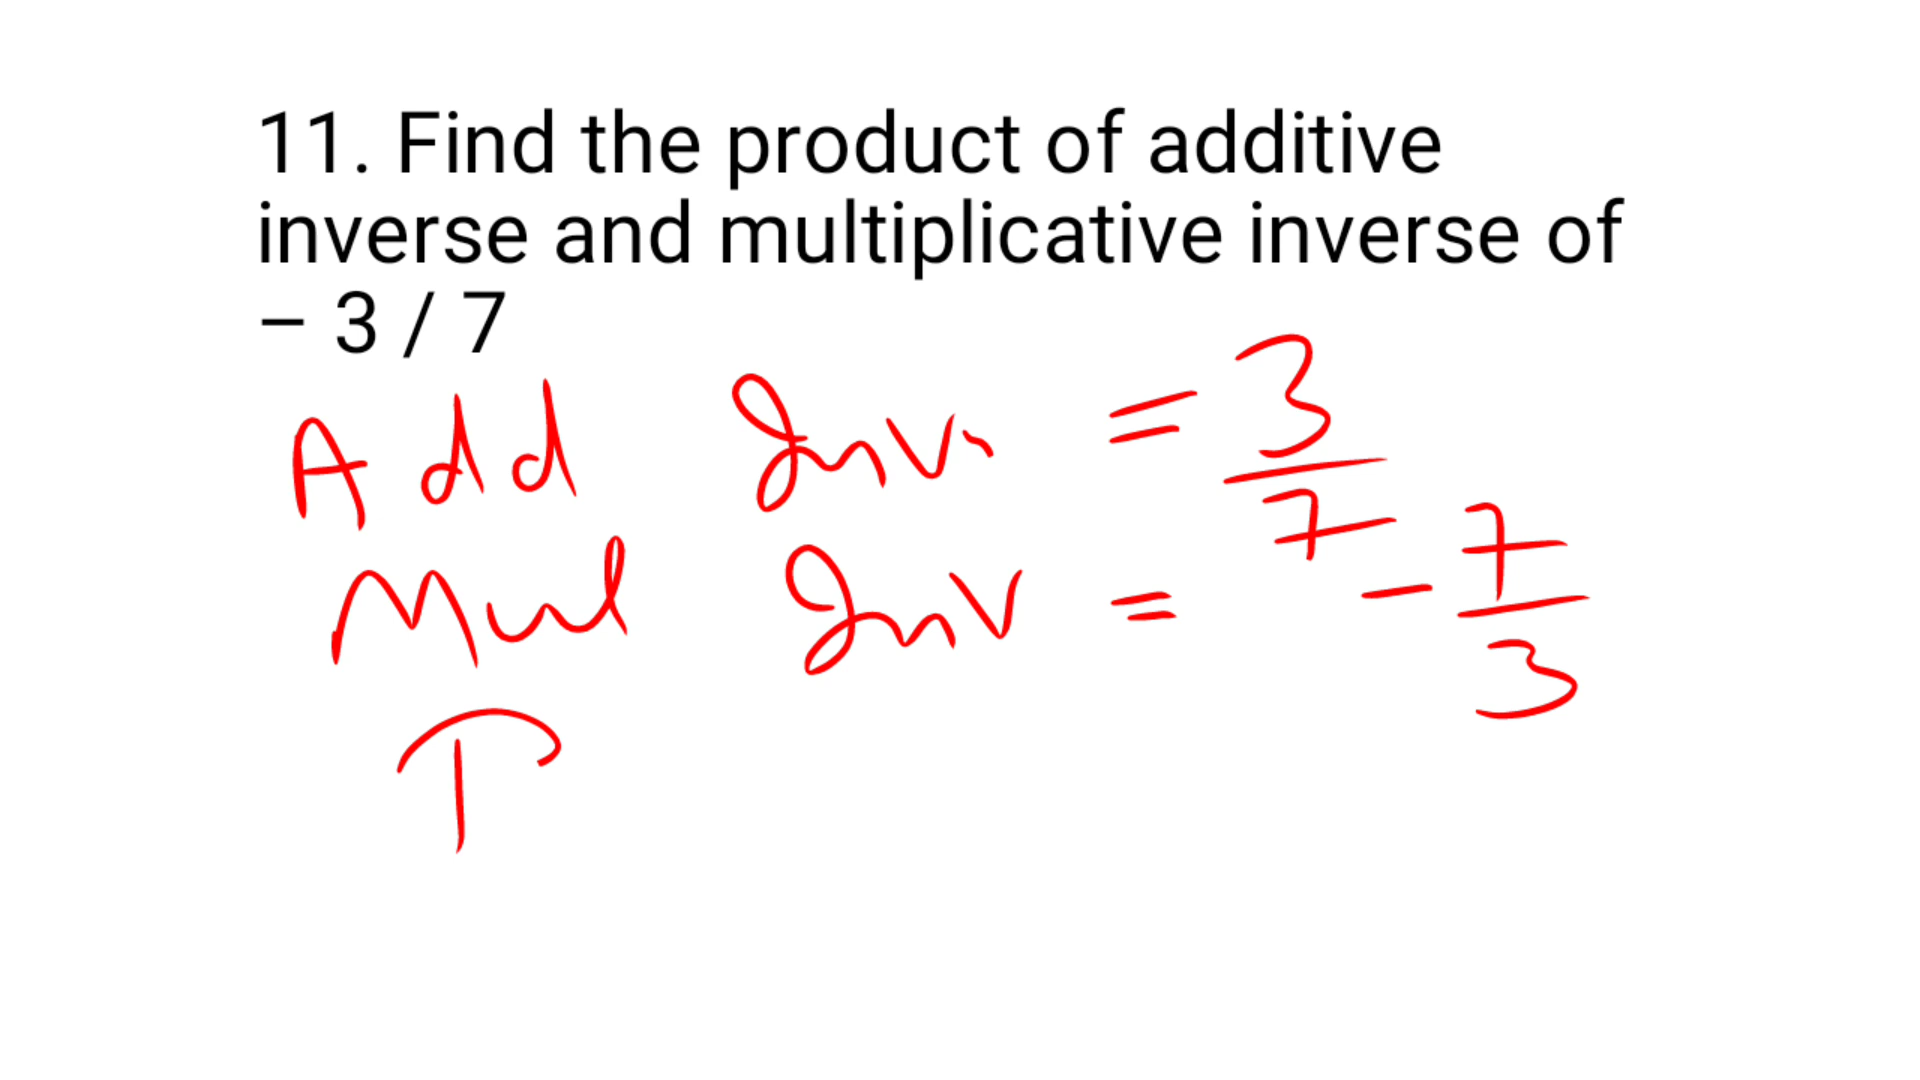 11. Find the product of additive
inverse and multiplicative inverse of
– 3 / 7
Add Inv. = 3/7
Mul Inv = - 7/3